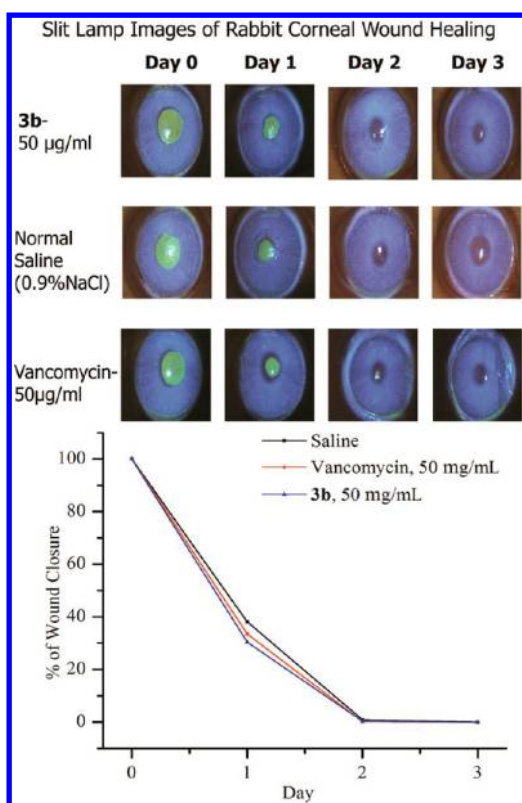 Slit Lamp Images of Rabbit Corneal Wound Healing
Day 0 Day 1 Day 2 Day 3
3b-
50 µg/ml
Normal
Saline
(0.9%NaCl)
Vancomycin-
50µg/ml
Saline
Vancomycin, 50 mg/mL
3b, 50 mg/mL
% of Wound Closure
100
80
60
40
20
0
0 1 2 3
Day